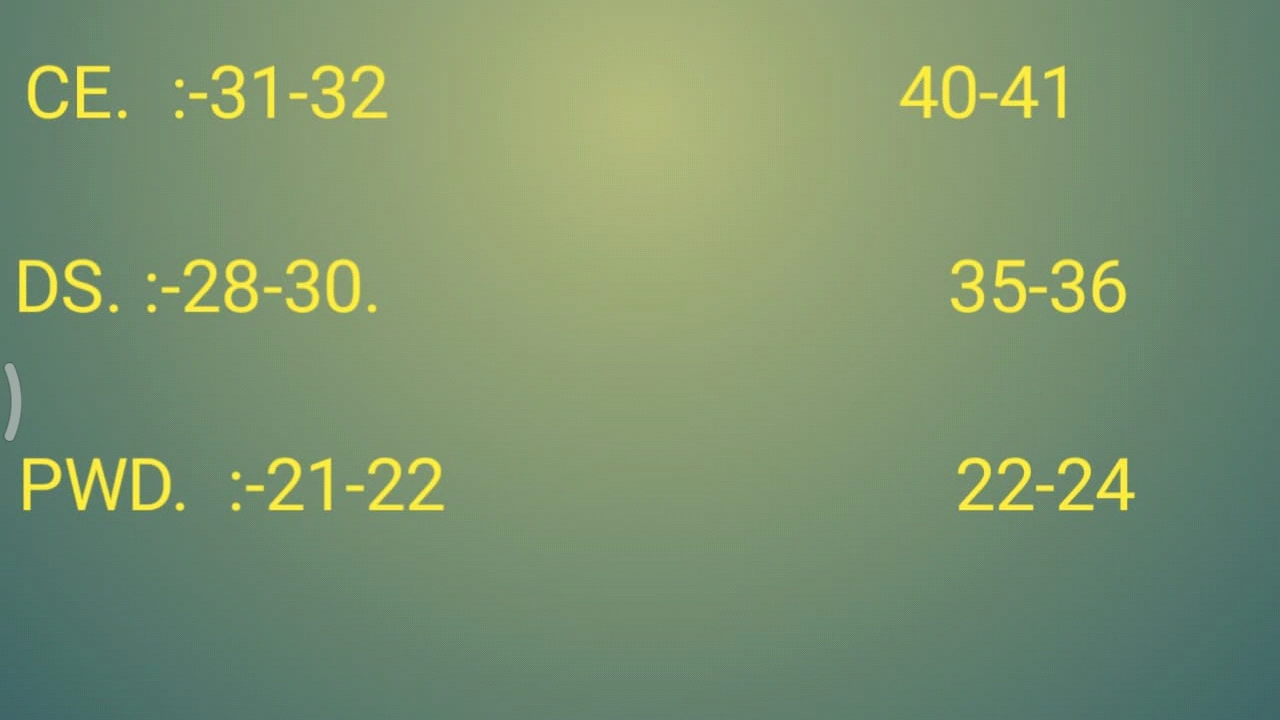 CE. :-31-32 40-41
DS. :-28-30. 35-36
PWD. :-21-22 22-24